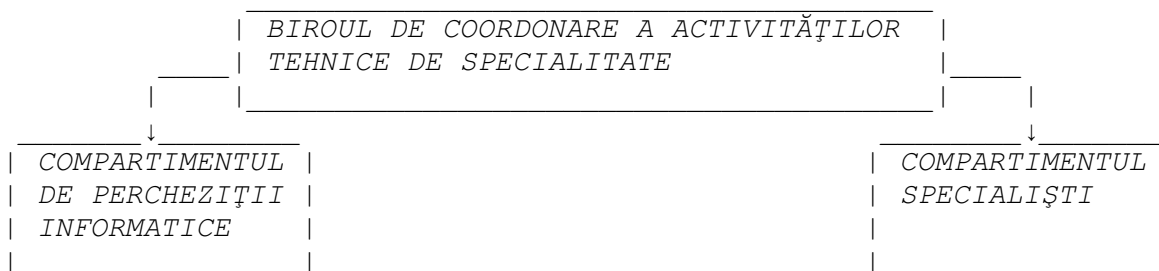 BIROUL DE COORDONARE A ACTIVITĂŢILOR
TEHNICE DE SPECIALITATE
COMPARTIMENTUL
DE PERCHEZIŢII
INFORMATICE
COMPARTIMENTUL
SPECIALIŞTI